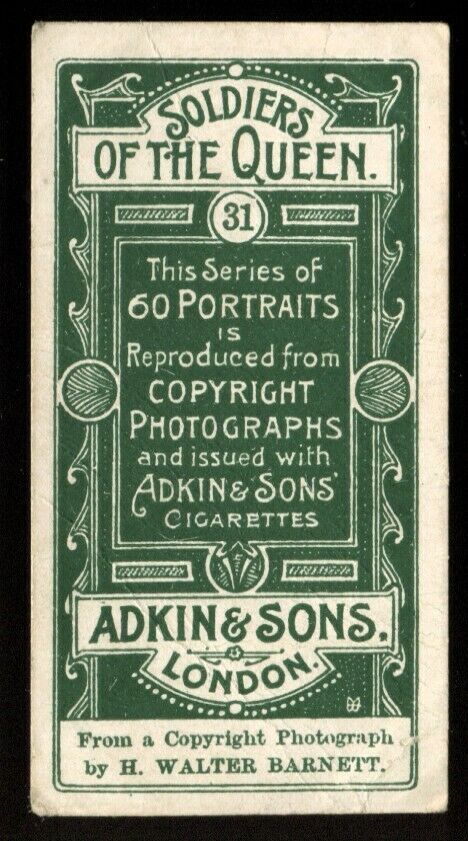 SOLDIERS
OF THE QUEEN.
31
This Series of
60 PORTRAITS
IS
Reproduced from
COPYRIGHT
PHOTOGRAPHS
and issued with
ADKIN & SONS'
CIGARETTES
ADKIN & SONS,
LONDON.
From a Copyright Photograph
by H. WALTER BARNETT.